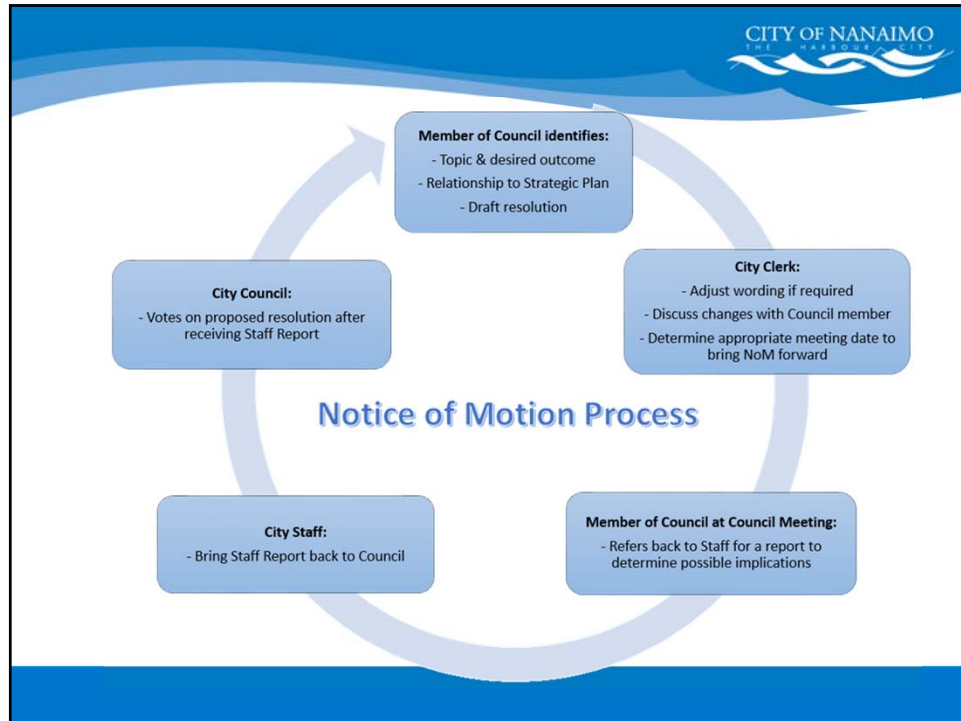 CITY OF NANAIMO
THE HARBOUR CITY
Member of Council identifies:
- Topic & desired outcome
- Relationship to Strategic Plan
- Draft resolution
City Clerk:
- Adjust wording if required
- Discuss changes with Council member
- Determine appropriate meeting date to
bring NoM forward
Member of Council at Council Meeting:
- Refers back to Staff for a report to
determine possible implications
City Staff:
- Bring Staff Report back to Council
City Council:
- Votes on proposed resolution after
receiving Staff Report
Notice of Motion Process